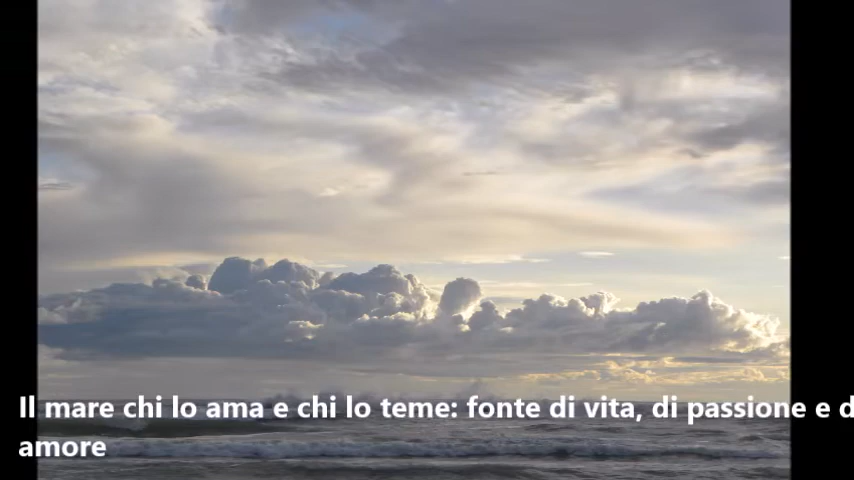 Il mare chi lo ama e chi lo teme: fonte di vita, di passione e d
amore